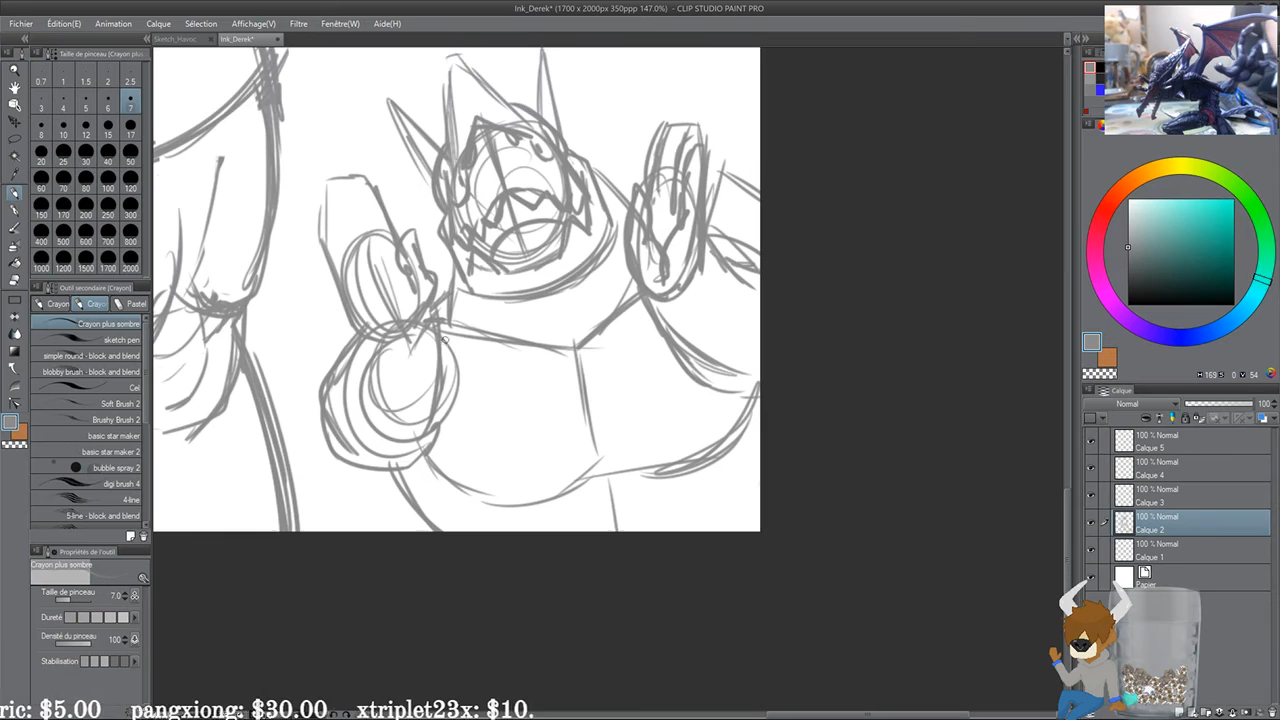 Ink_Derek* (1700 x 2000px 350ppp 147.0%) - CLIP STUDIO PAINT PRO
Fichier Édition(E) Animation Calque Sélection Affichage(V) Filtre Fenêtre(W) Aide(H)
Sketch_Havoc Ink_Derek*
Taille de pinceau [Crayon plus
0.7 1 1.5 2 2.5
3 4 5 6 7
8 10 12 15 17
20 25 30 40 50
60 70 80 100 120
150 170 200 250 300
400 500 600 700 800
1000 1200 1500 1700 2000
Outil secondaire [Crayon
Crayon Crayo Pastel
Crayon plus sombre
sketch pen
simple round - block and blend
blobby brush - block and blend
Cel
Soft Brush 2
Brushy Brush 2
basic star maker
basic star maker 2
bubble spray 2
digi brush 4
4-line
5-line - block and blend
Propriétés de l'outil
Crayon plus sombre
Taille de pinceau 7.0
Dureté
Densité du pinceau 100
Stabilisation
H 169 S 0 V 54
Calque
Normal 100
100 % Normal
Calque 5
100 % Normal
Calque 4
100 % Normal
Calque 3
100 % Normal
Calque 2
100 % Normal
Calque 1
Papier
ric: $5.00 pangxiong: $30.00 xtriplet23x: $10.